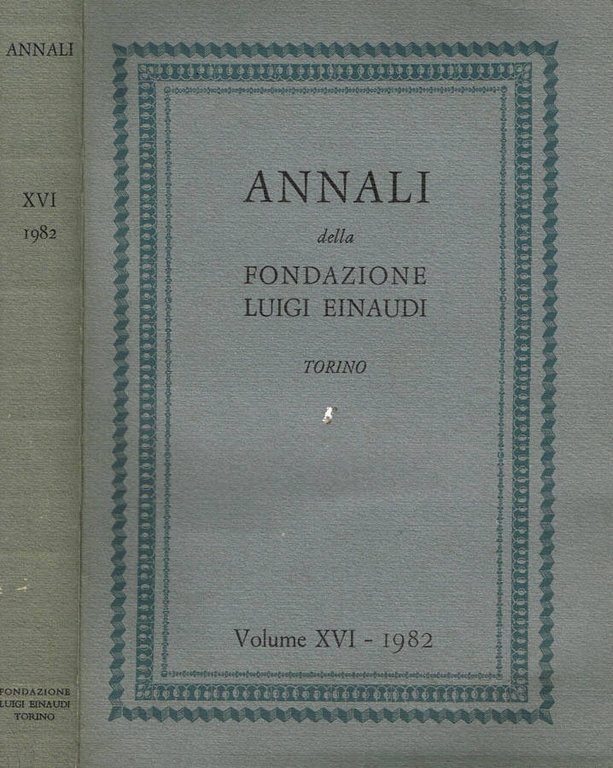 ANNALI
XVI
1982
FONDAZIONE
LUIGI EINAUDI
TORINO
ANNALI
della
FONDAZIONE
LUIGI EINAUDI
TORINO
Volume XVI - 1982